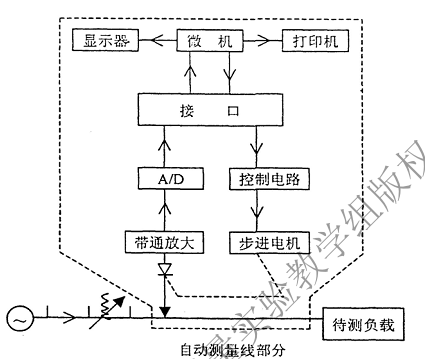 显示器
微 机
打印机
接 口
A/D
控制电路
带通放大
步进电机
待测负载
自动测量线部分
实验教学组版权